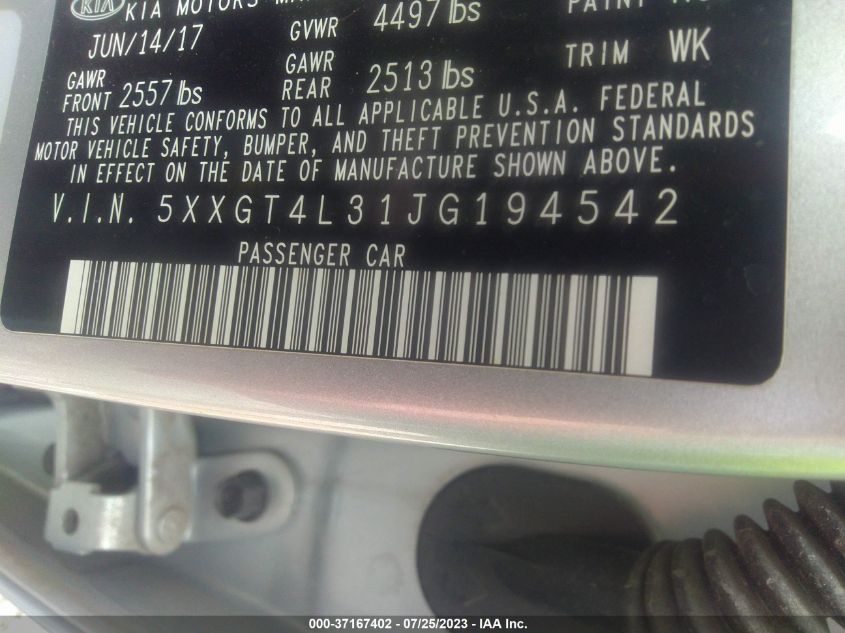 KIA KIA MOTORS
JUN/14/17 GVWR 4497 lbs PAINT
GAWR FRONT 2557 lbs GAWR REAR 2513 lbs TRIM WK
THIS VEHICLE CONFORMS TO ALL APPLICABLE U.S.A. FEDERAL
MOTOR VEHICLE SAFETY, BUMPER, AND THEFT PREVENTION STANDARDS
IN EFFECT ON THE DATE OF MANUFACTURE SHOWN ABOVE.
V.I.N. 5XXGT4L31JG194542
PASSENGER CAR
000-37167402 - 07/25/2023 - IAA Inc.